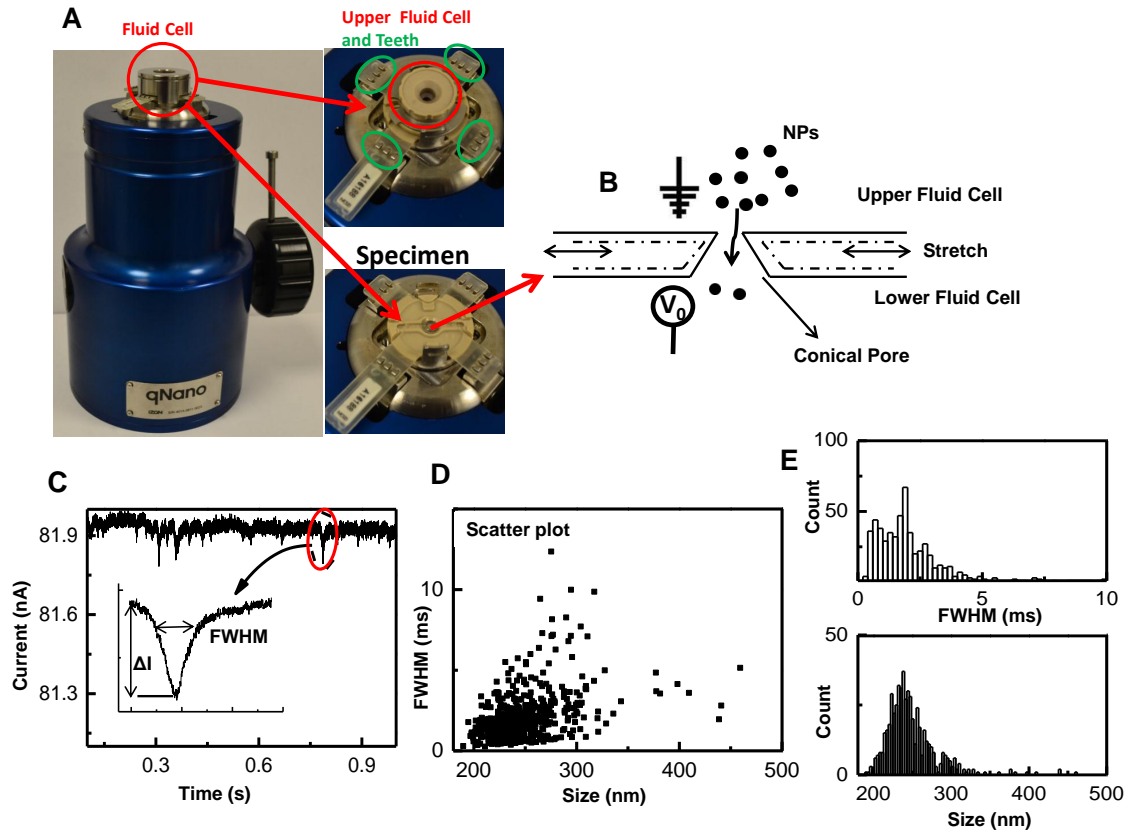 A
Fluid Cell
Upper Fluid Cell
and Teeth
qNano
IZON
A16180
Specimen
A16180
B
NPs
Upper Fluid Cell
Stretch
Lower Fluid Cell
V0
Conical Pore
C
81.9
81.6
81.3
Current (nA)
ΔI
FWHM
0.3
0.6
0.9
Time (s)
D
Scatter plot
10
0
FWHM (ms)
200
300
400
500
Size (nm)
E
100
50
0
Count
0
5
10
FWHM (ms)
50
0
Count
200
300
400
500
Size (nm)